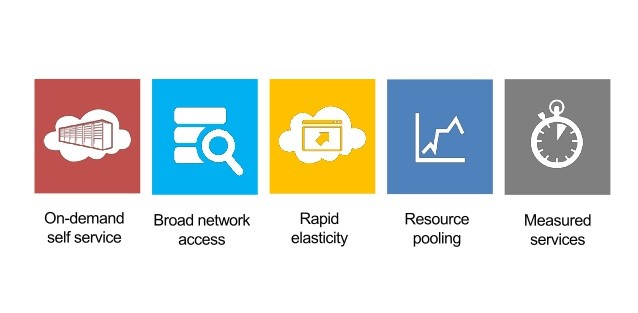 On-demand
self service
Broad network
access
Rapid
elasticity
Resource
pooling
Measured
services